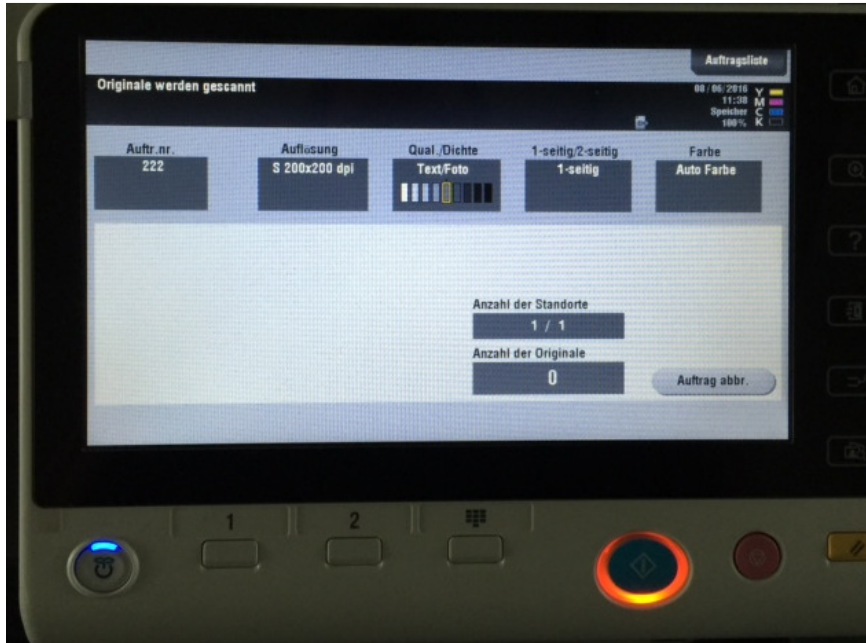 Auftragsliste
Originale werden gescannt
08/06/2016
11:38
Speicher
100%
Y
M
C
K
Auftr.nr.
222
Auflösung
S 200x200 dpi
Qual./Dichte
Text/Foto
1-seitig/2-seitig
1-seitig
Farbe
Auto Farbe
Anzahl der Standorte
1 / 1
Anzahl der Originale
0
Auftrag abbr.
1
2